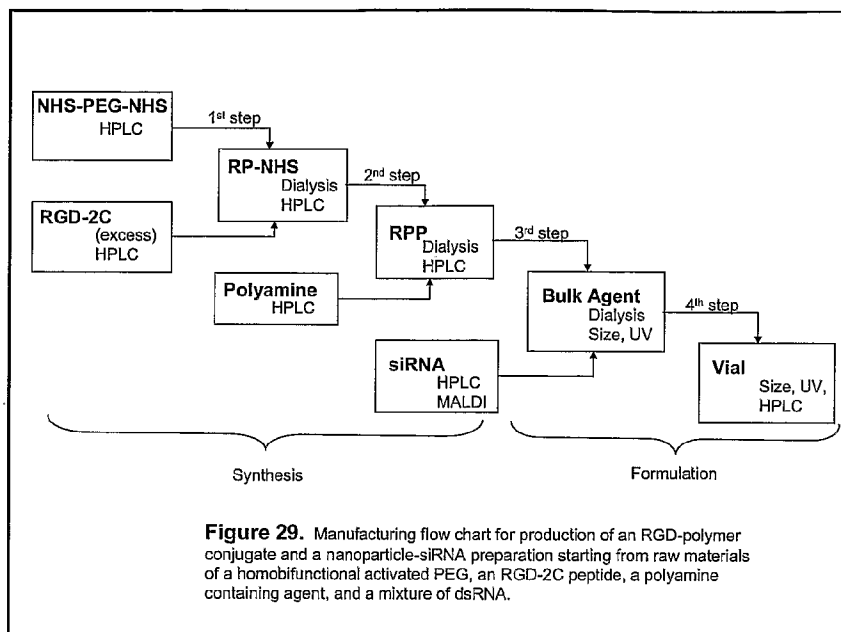 NHS-PEG-NHS
HPLC
1st step
RP-NHS
Dialysis
HPLC
2nd step
RGD-2C
(excess)
HPLC
RPP
Dialysis
HPLC
3rd step
Polyamine
HPLC
Bulk Agent
Dialysis
Size, UV
4th step
siRNA
HPLC
MALDI
Vial
Size, UV,
HPLC
Synthesis
Formulation
Figure 29. Manufacturing flow chart for production of an RGD-polymer
conjugate and a nanoparticle-siRNA preparation starting from raw materials
of a homobifunctional activated PEG, an RGD-2C peptide, a polyamine
containing agent, and a mixture of dsRNA.